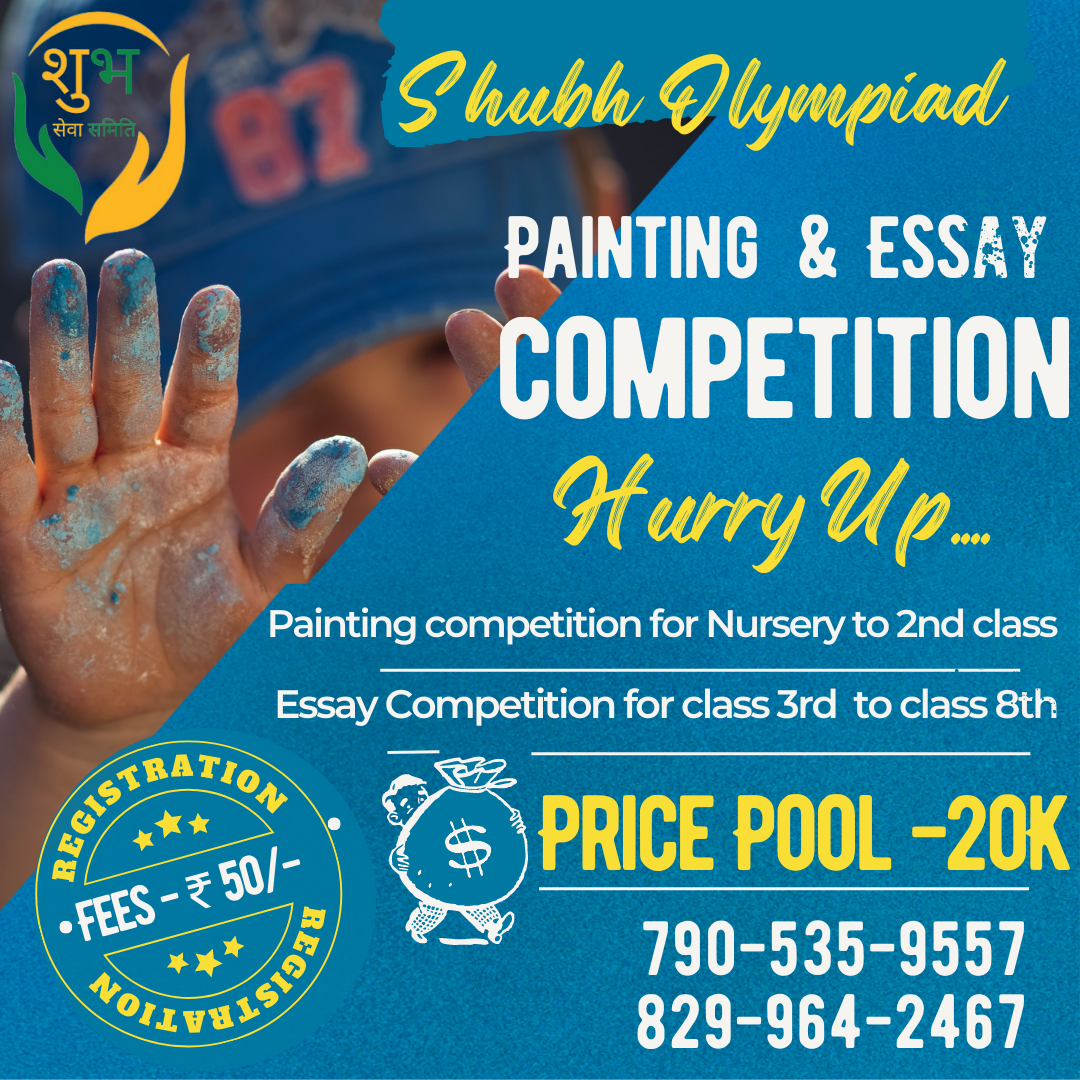 शुभ
सेवा समिति
87
Shubh Olympiad
PAINTING & ESSAY
COMPETITION
Hurry Up....
Painting competition for Nursery to 2nd class
Essay Competition for class 3rd to class 8th
REGISTRATION
FEES - ₹ 50/-
REGISTRATION
$
PRICE POOL -20K
790-535-9557
829-964-2467